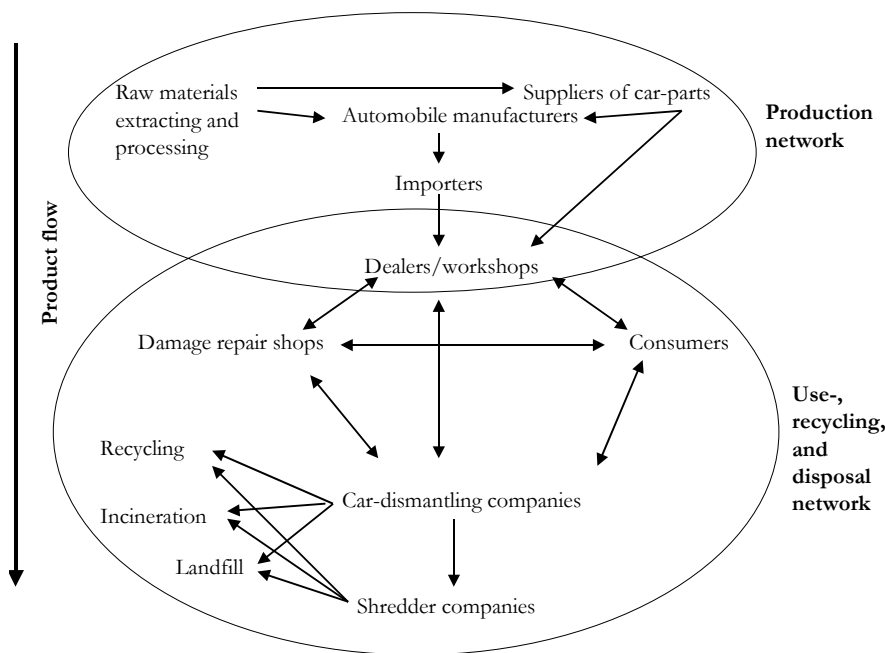 Raw materials
extracting and
processing
Suppliers of car-parts
Automobile manufacturers
Production
network
Importers
Product flow
Dealers/workshops
Damage repair shops
Consumers
Use-,
recycling,
and
disposal
network
Recycling
Car-dismantling companies
Incineration
Landfill
Shredder companies